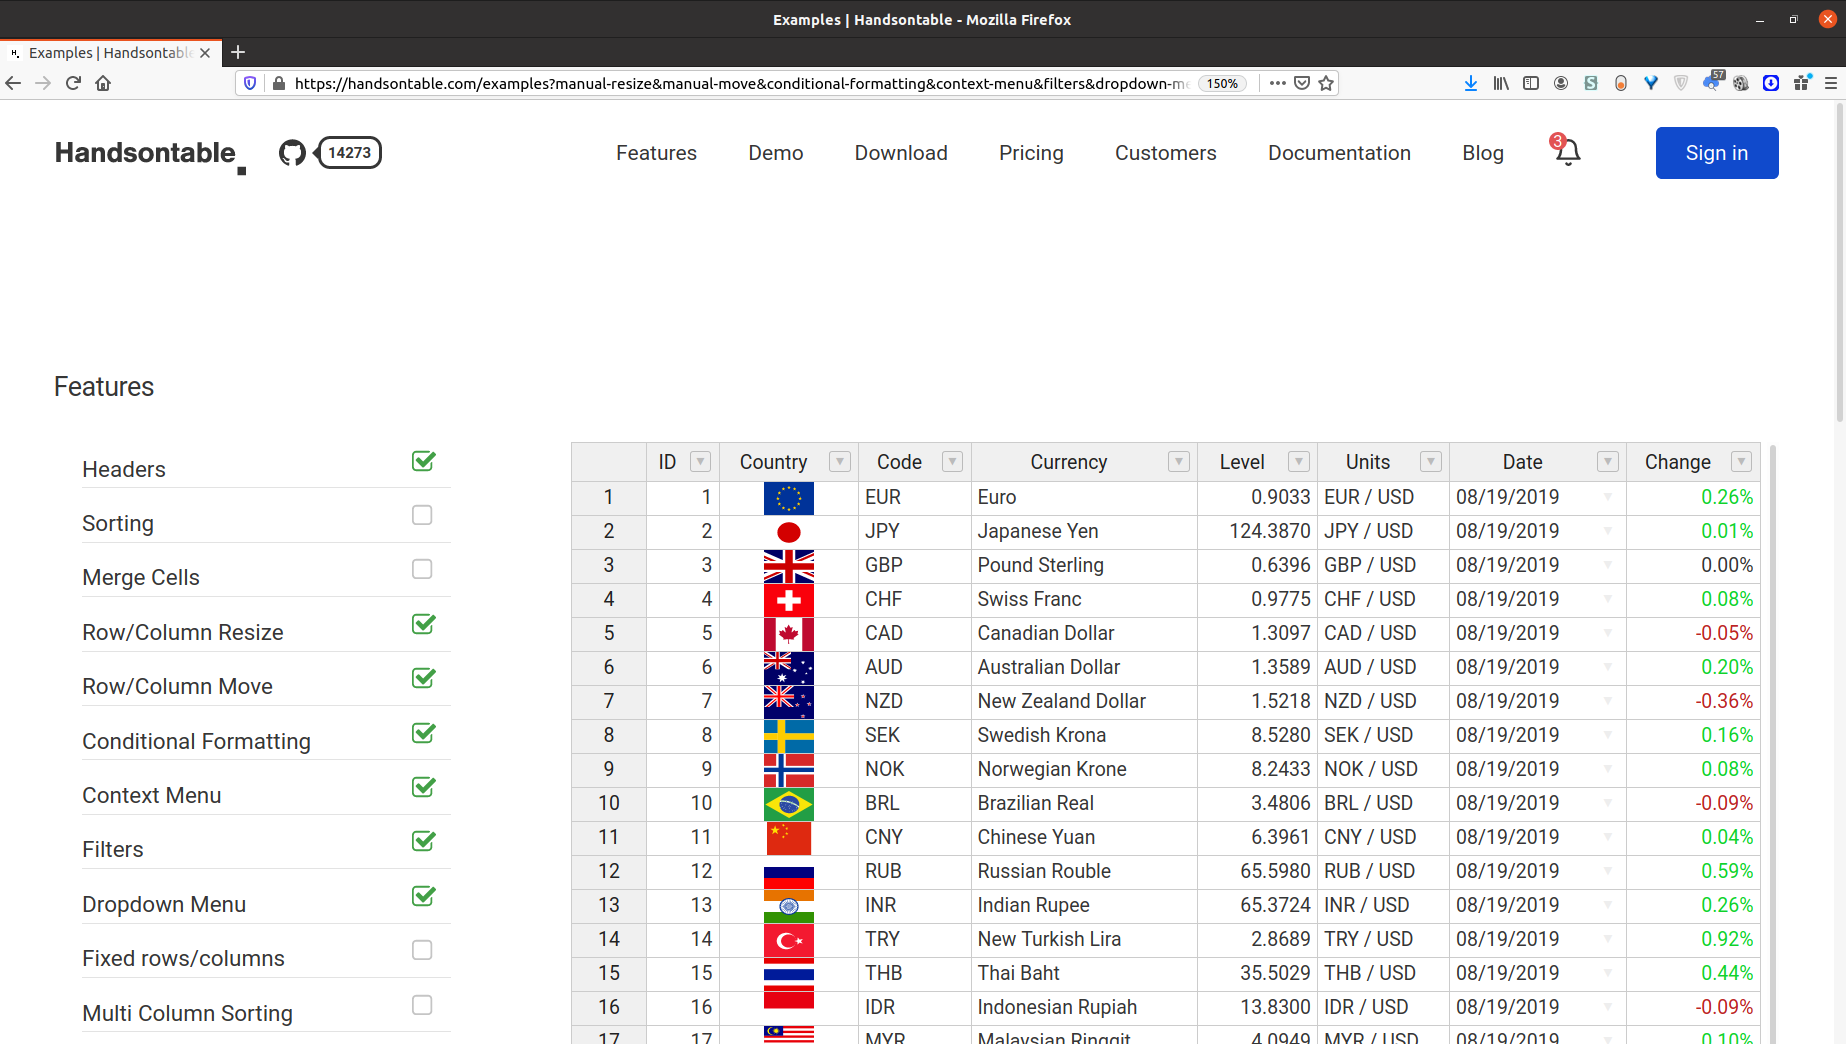 Examples | Handsontable - Mozilla Firefox
Examples | Handsontable
https://handsontable.com/examples?manual-resize&manual-move&conditional-formatting&context-menu&filters&dropdown-me 150% 57
Handsontable 14273 Features Demo Download Pricing Customers Documentation Blog 3 Sign in
Features
Headers
Sorting
Merge Cells
Row/Column Resize
Row/Column Move
Conditional Formatting
Context Menu
Filters
Dropdown Menu
Fixed rows/columns
Multi Column Sorting
ID Country Code Currency Level Units Date Change
1 1 EUR Euro 0.9033 EUR / USD 08/19/2019 0.26%
2 2 JPY Japanese Yen 124.3870 JPY / USD 08/19/2019 0.01%
3 3 GBP Pound Sterling 0.6396 GBP / USD 08/19/2019 0.00%
4 4 CHF Swiss Franc 0.9775 CHF / USD 08/19/2019 0.08%
5 5 CAD Canadian Dollar 1.3097 CAD / USD 08/19/2019 -0.05%
6 6 AUD Australian Dollar 1.3589 AUD / USD 08/19/2019 0.20%
7 7 NZD New Zealand Dollar 1.5218 NZD / USD 08/19/2019 -0.36%
8 8 SEK Swedish Krona 8.5280 SEK / USD 08/19/2019 0.16%
9 9 NOK Norwegian Krone 8.2433 NOK / USD 08/19/2019 0.08%
10 10 BRL Brazilian Real 3.4806 BRL / USD 08/19/2019 -0.09%
11 11 CNY Chinese Yuan 6.3961 CNY / USD 08/19/2019 0.04%
12 12 RUB Russian Rouble 65.5980 RUB / USD 08/19/2019 0.59%
13 13 INR Indian Rupee 65.3724 INR / USD 08/19/2019 0.26%
14 14 TRY New Turkish Lira 2.8689 TRY / USD 08/19/2019 0.92%
15 15 THB Thai Baht 35.5029 THB / USD 08/19/2019 0.44%
16 16 IDR Indonesian Rupiah 13.8300 IDR / USD 08/19/2019 -0.09%
17 17 MYR Malaysian Ringgit 4.0949 MYR / USD 08/19/2019 0.10%